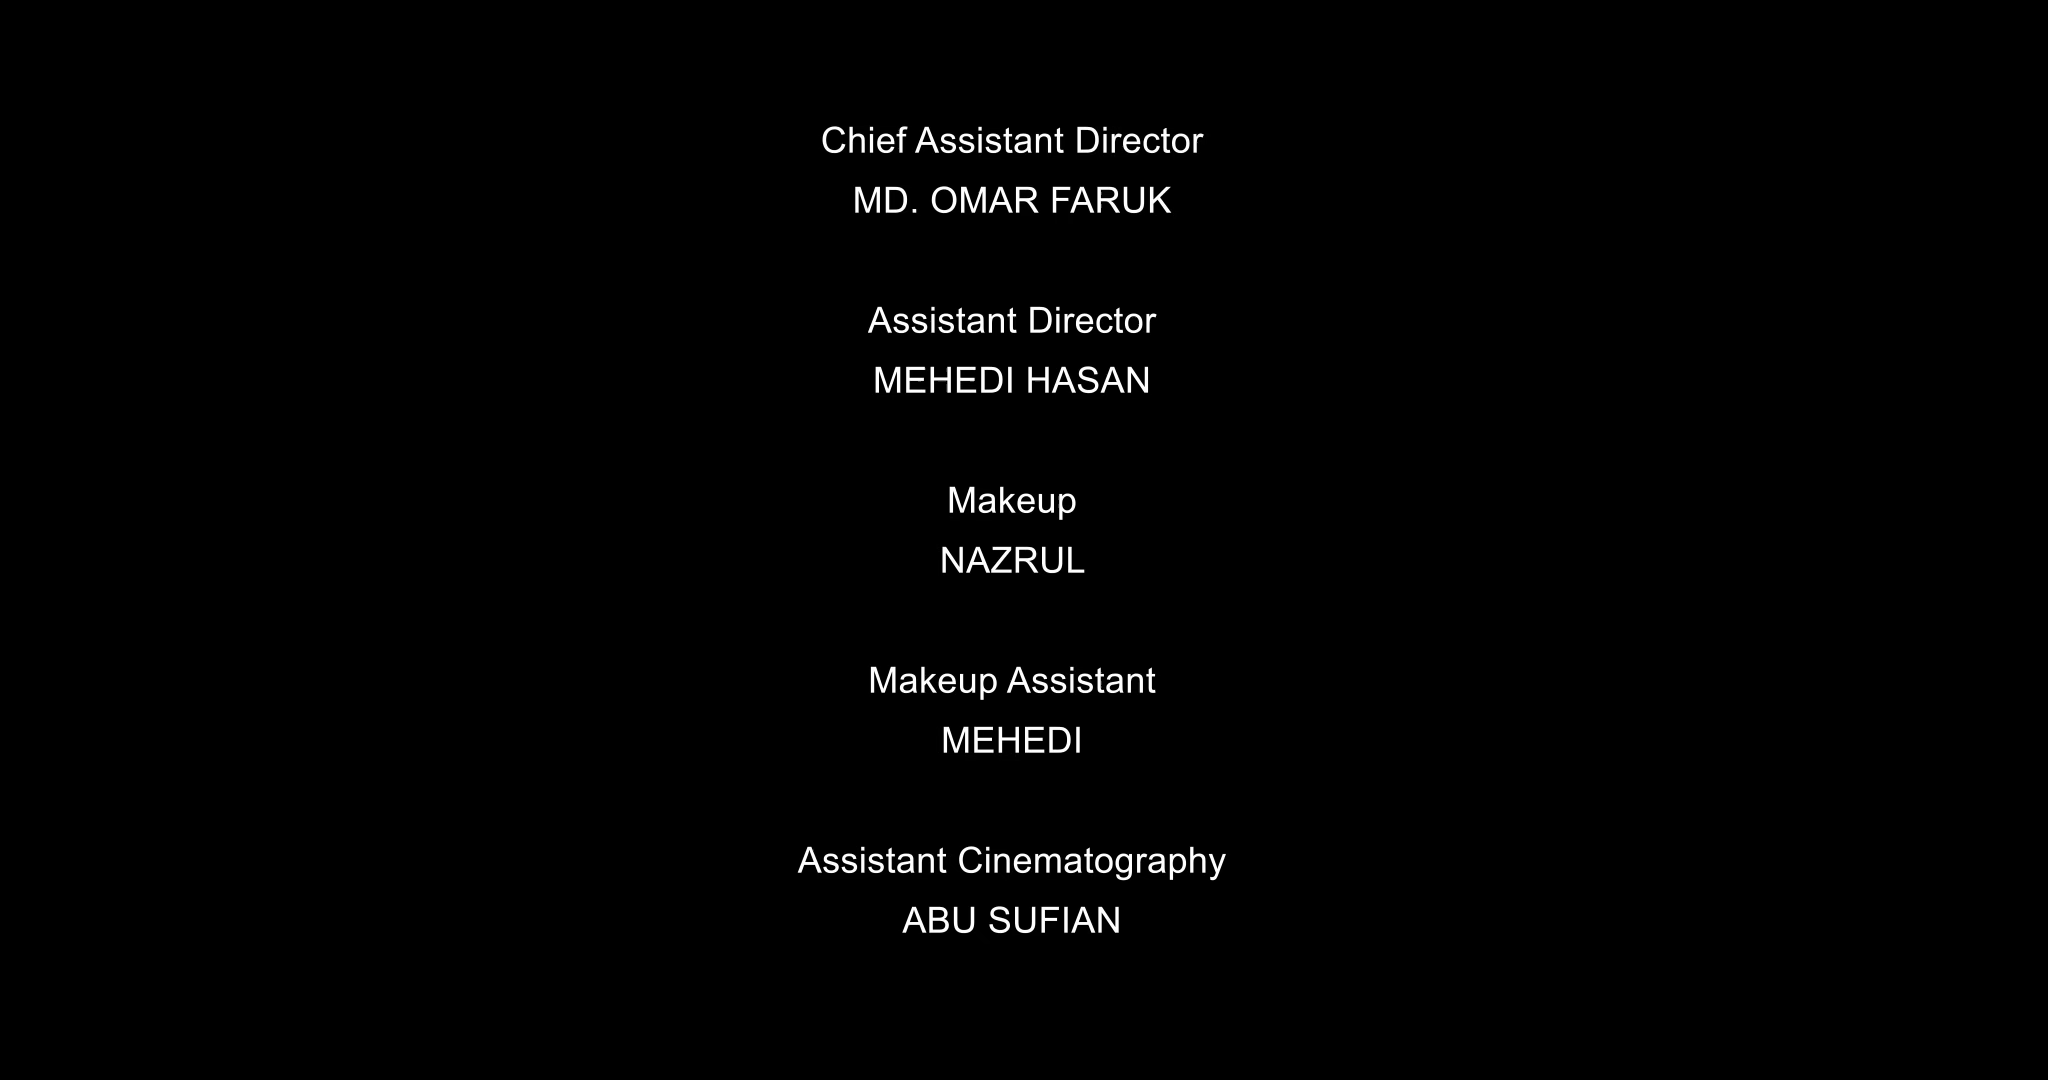 Chief Assistant Director
MD. OMAR FARUK
Assistant Director
MEHEDI HASAN
Makeup
NAZRUL
Makeup Assistant
MEHEDI
Assistant Cinematography
ABU SUFIAN